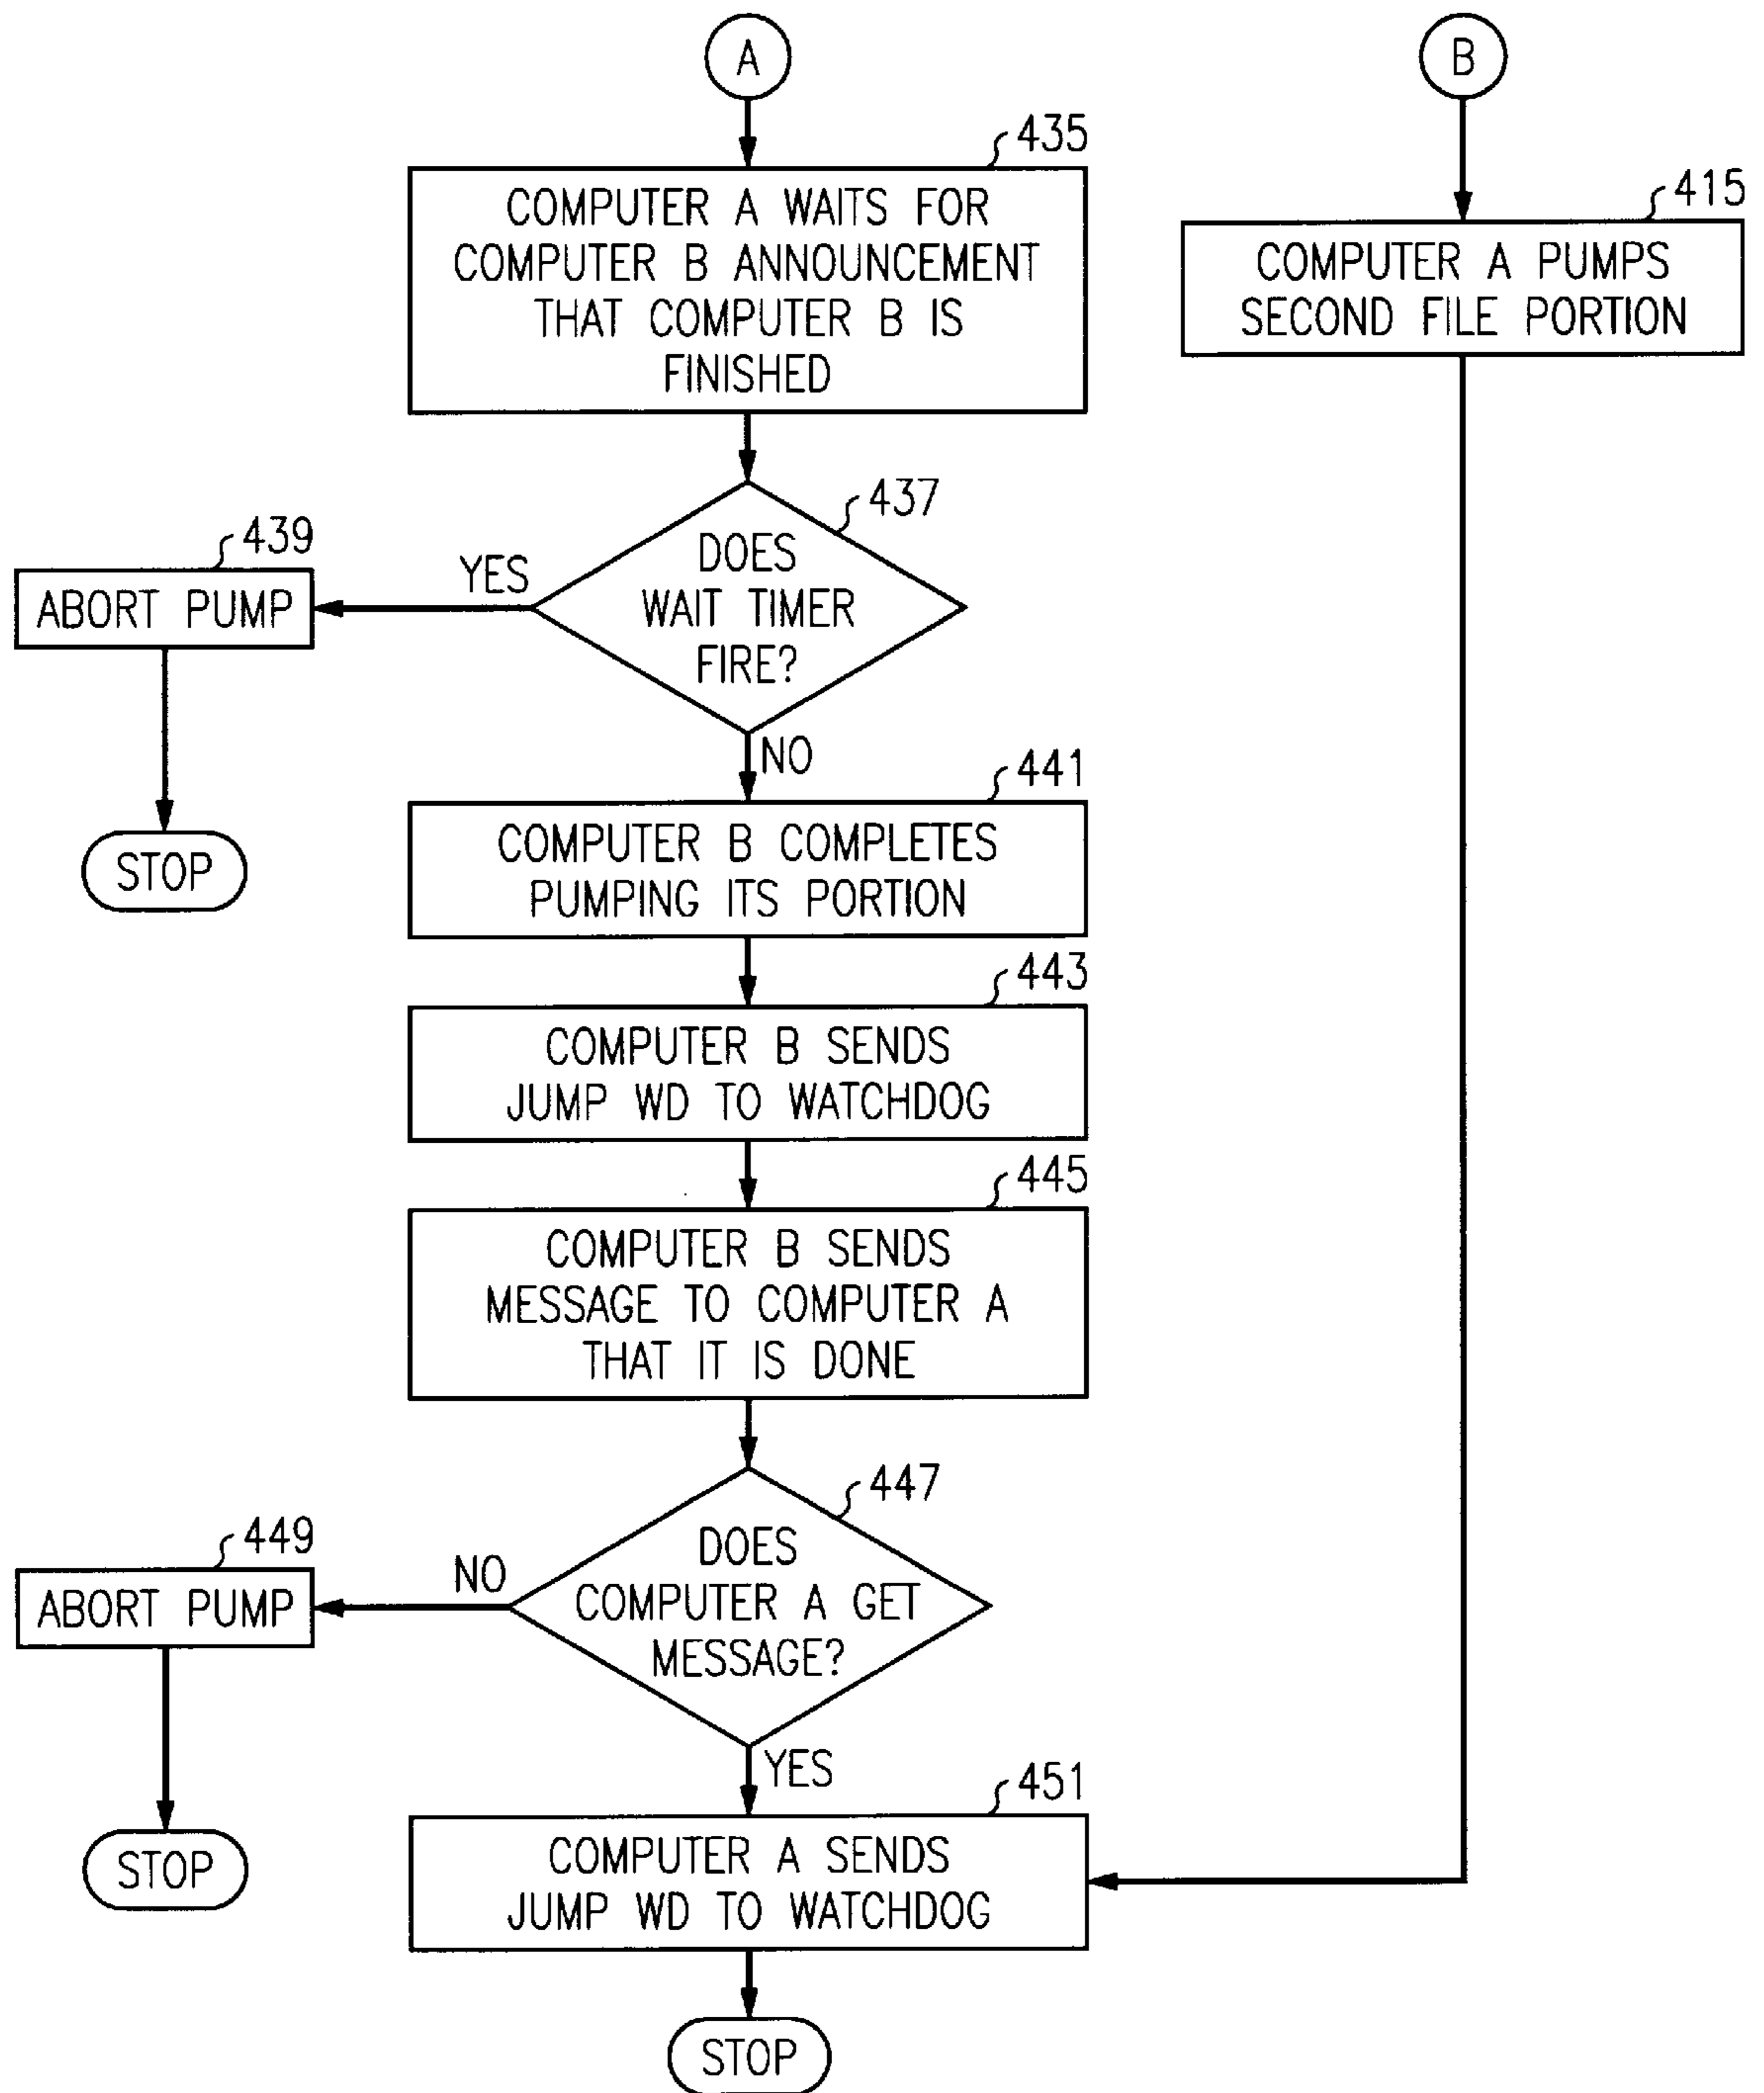 A
435
COMPUTER A WAITS FOR
COMPUTER B ANNOUNCEMENT
THAT COMPUTER B IS
FINISHED
437
DOES
WAIT TIMER
FIRE?
YES
439
ABORT PUMP
STOP
NO
441
COMPUTER B COMPLETES
PUMPING ITS PORTION
443
COMPUTER B SENDS
JUMP WD TO WATCHDOG
445
COMPUTER B SENDS
MESSAGE TO COMPUTER A
THAT IT IS DONE
447
DOES
COMPUTER A GET
MESSAGE?
NO
449
ABORT PUMP
STOP
YES
451
COMPUTER A SENDS
JUMP WD TO WATCHDOG
STOP
B
415
COMPUTER A PUMPS
SECOND FILE PORTION